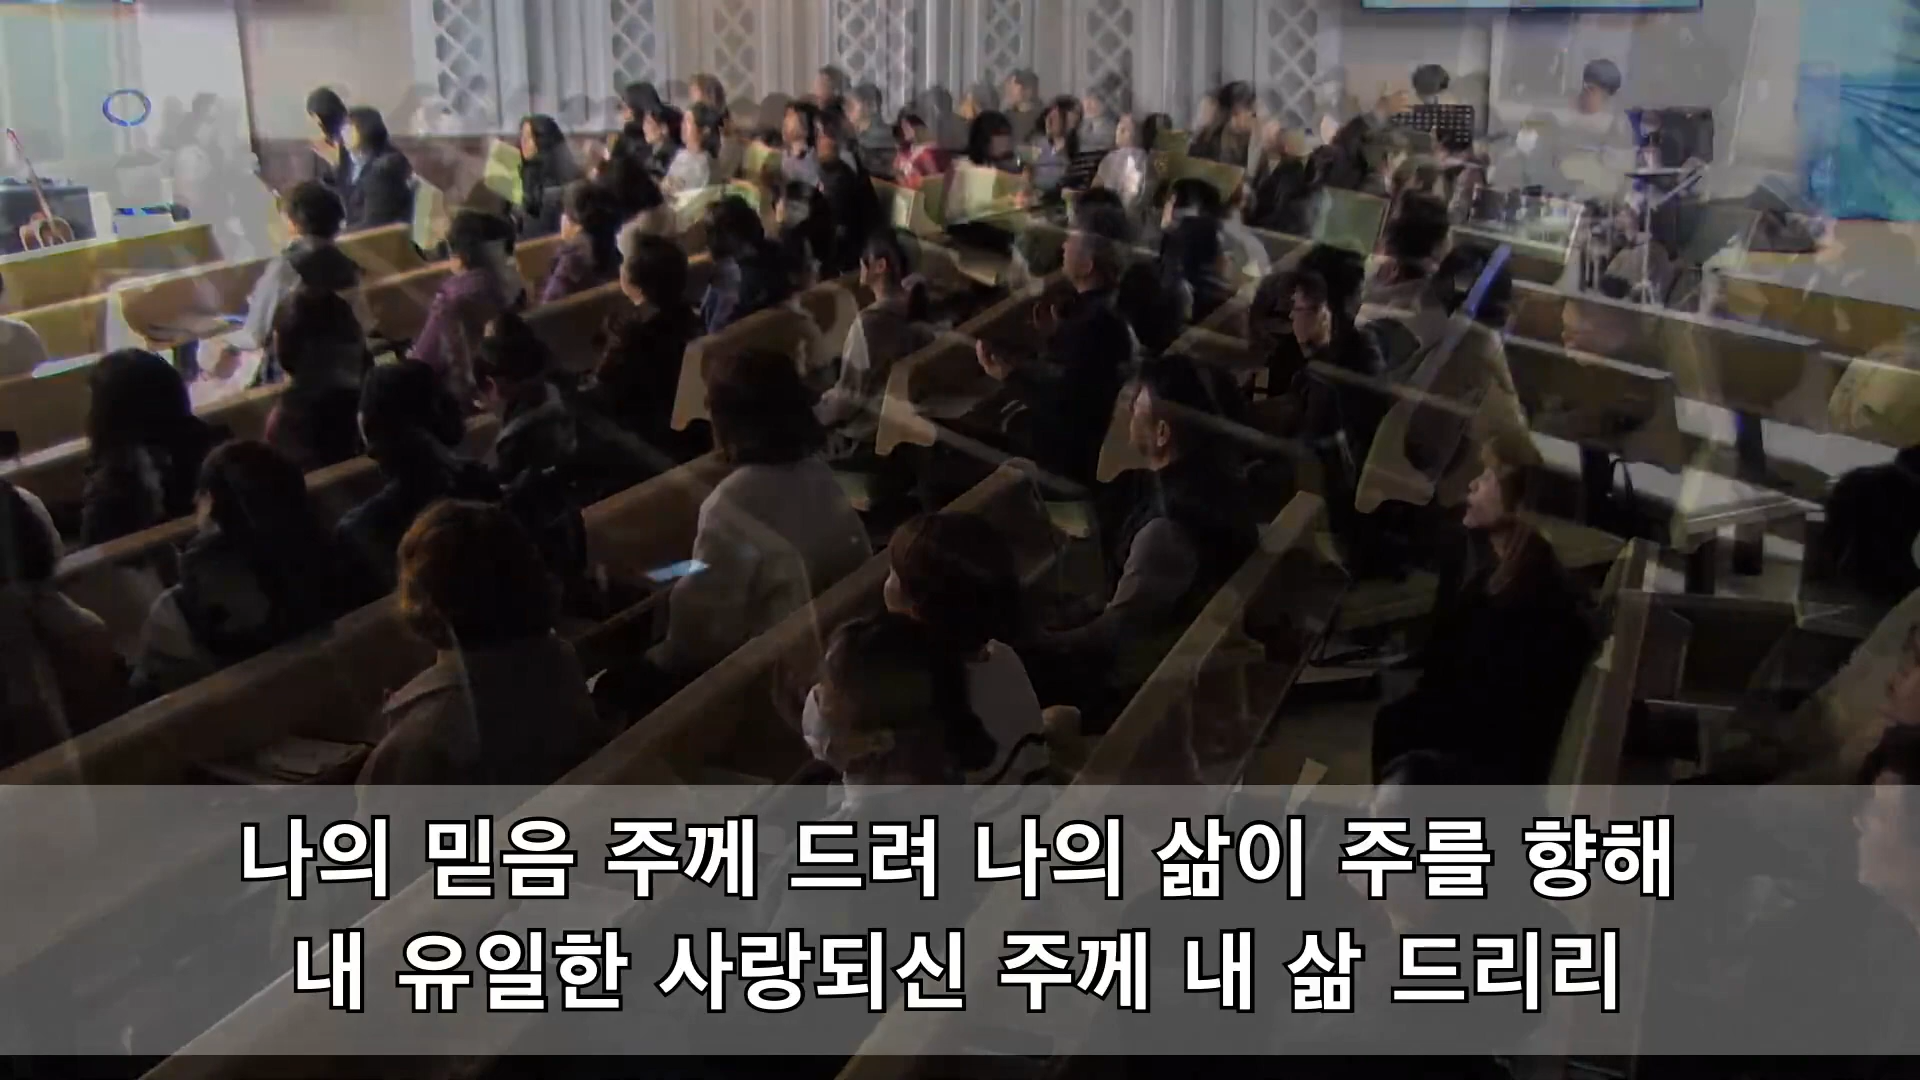 나의 믿음 주께 드려 나의 삶이 주를 향해
내 유일한 사랑되신 주께 내 삶 드리리